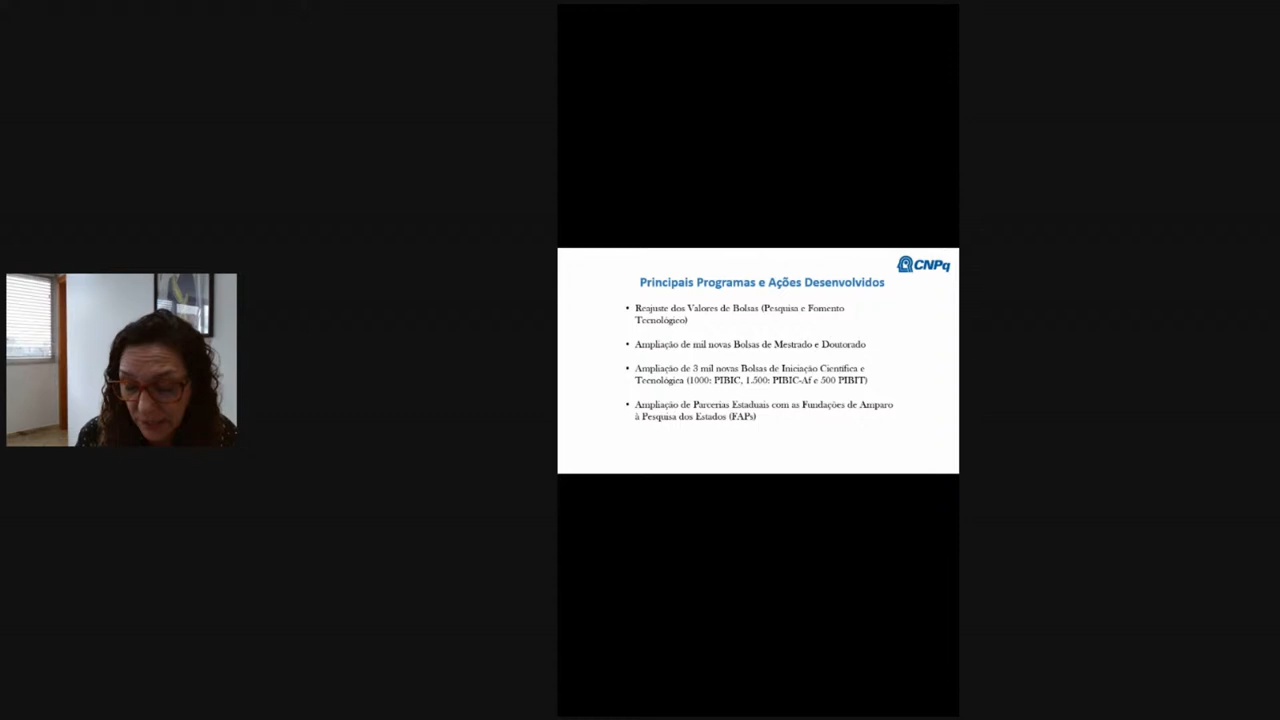 CNPq
Principais Programas e Ações Desenvolvidos
• Reajuste dos Valores de Bolsas (Pesquisa e Fomento
Tecnológico)
• Ampliação de mil novas Bolsas de Mestrado e Doutorado
• Ampliação de 3 mil novas Bolsas de Iniciação Científica e
Tecnológica (1000: PIBIC, 1.500: PIBIC-Af e 500 PIBIT)
• Ampliação de Parcerias Estaduais com as Fundações de Amparo
à Pesquisa dos Estados (FAPs)